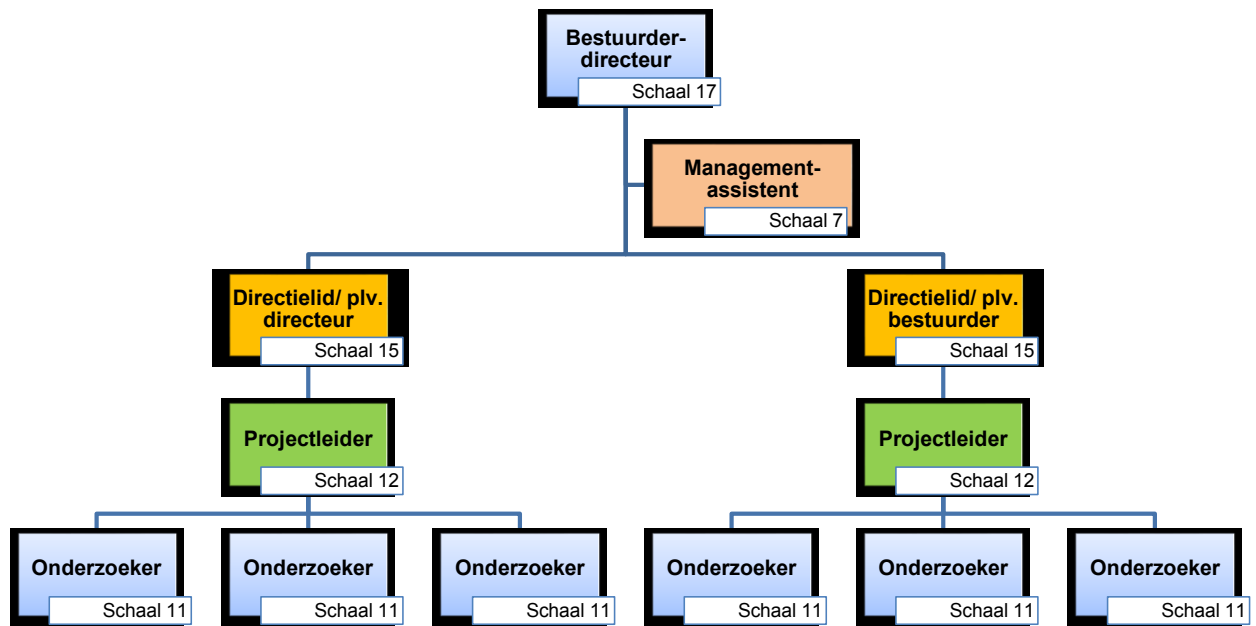 Bestuurder-
directeur
Schaal 17
Management-
assistent
Schaal 7
Directielid/ plv.
directeur
Schaal 15
Directielid/ plv.
bestuurder
Schaal 15
Projectleider
Schaal 12
Projectleider
Schaal 12
Onderzoeker
Schaal 11
Onderzoeker
Schaal 11
Onderzoeker
Schaal 11
Onderzoeker
Schaal 11
Onderzoeker
Schaal 11
Onderzoeker
Schaal 11